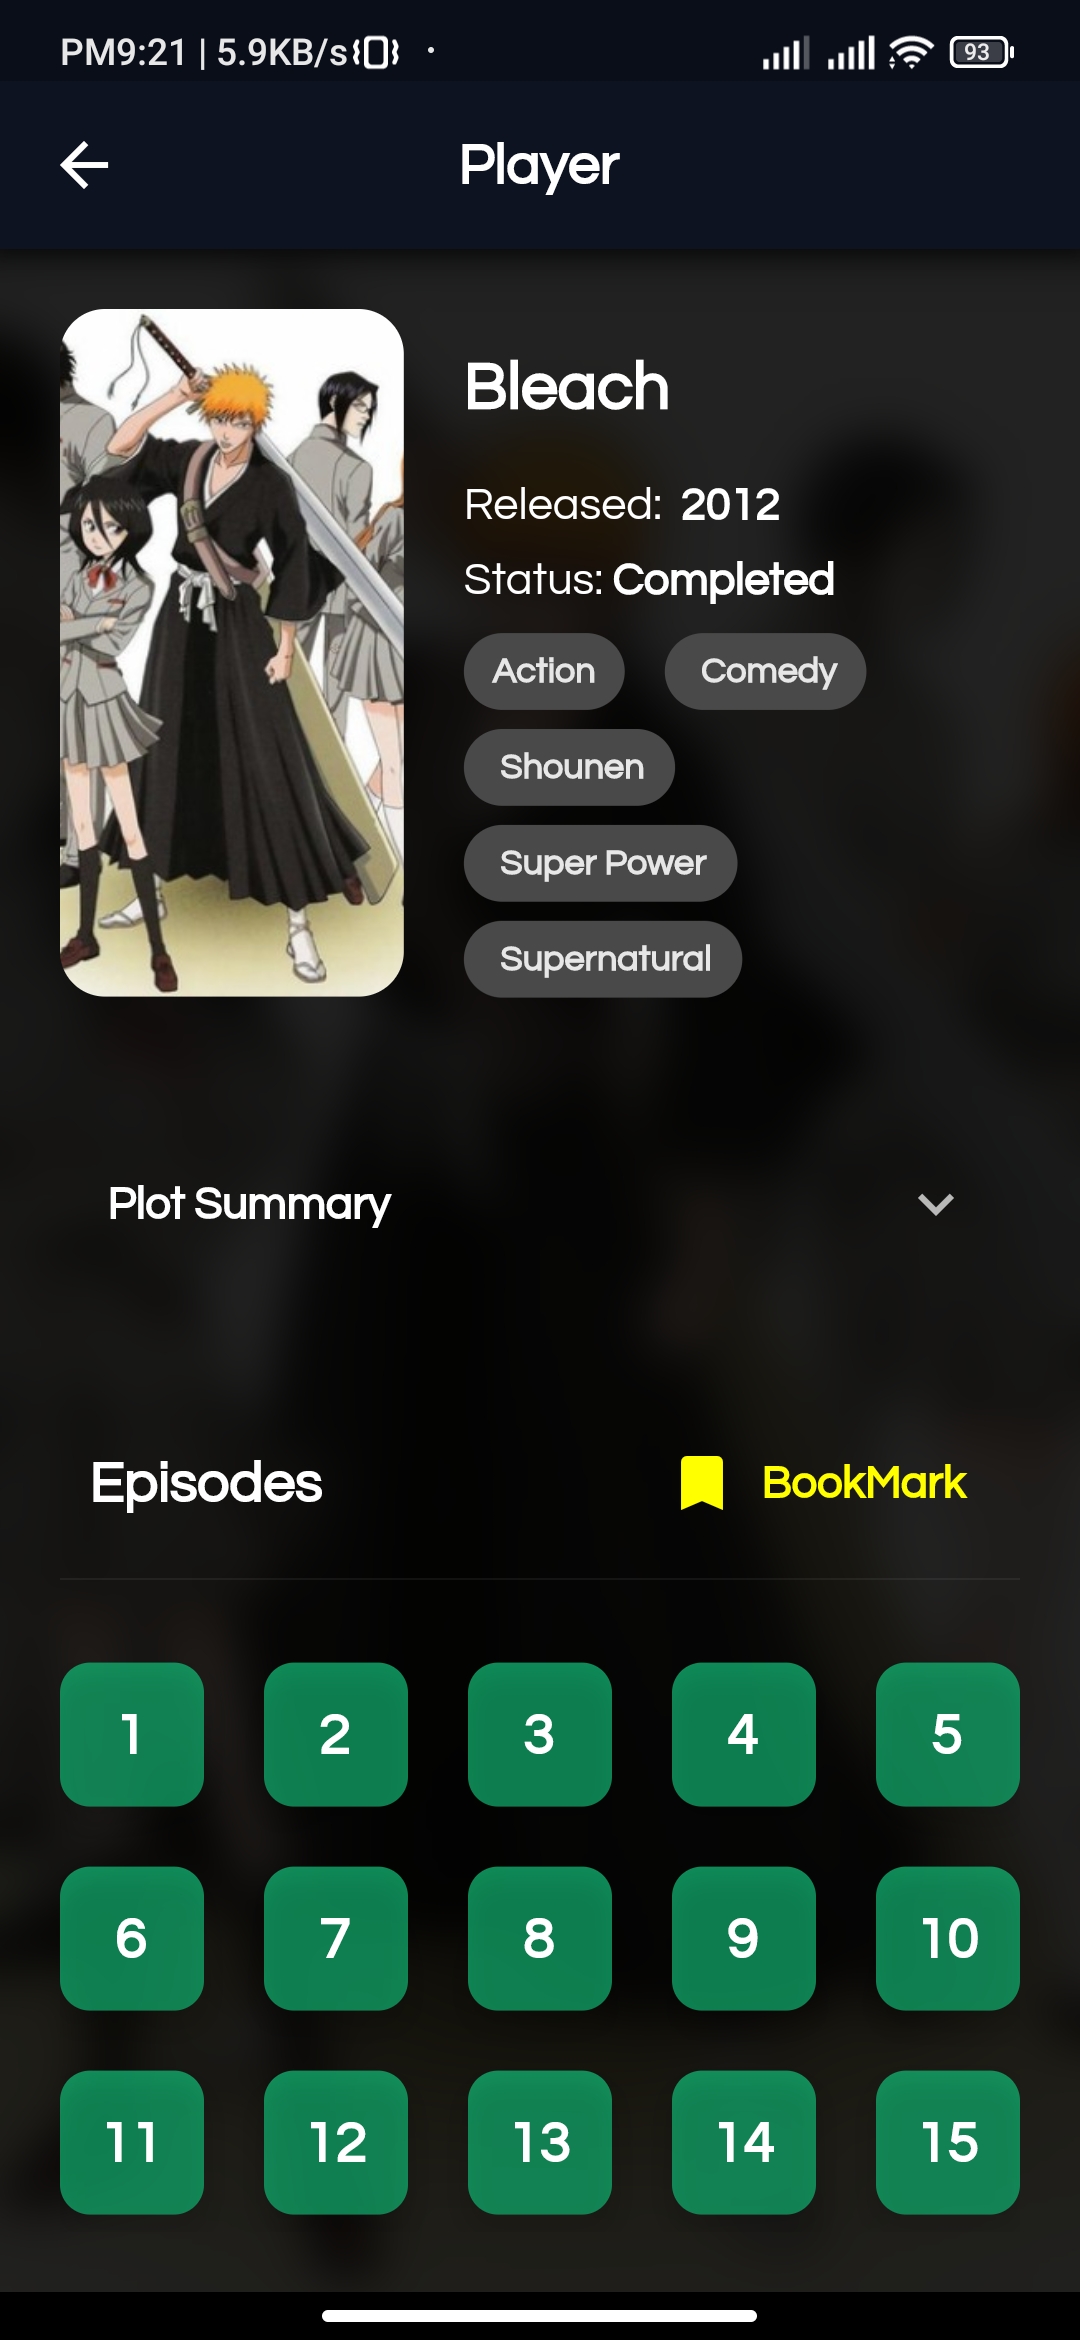 PM9:21 | 5.9KB/s
93
Player
Bleach
Released: 2012
Status: Completed
Action Comedy
Shounen
Super Power
Supernatural
Plot Summary
Episodes BookMark
1 2 3 4 5
6 7 8 9 10
11 12 13 14 15